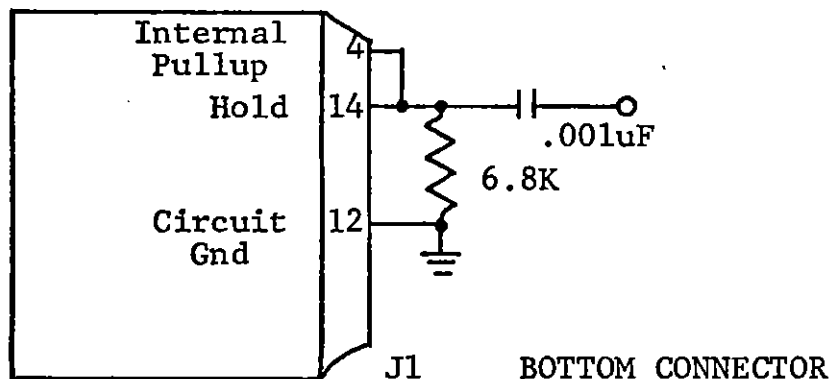 Internal
Pullup
4
Hold
14
.001uF
6.8K
Circuit
Gnd
12
J1
BOTTOM CONNECTOR